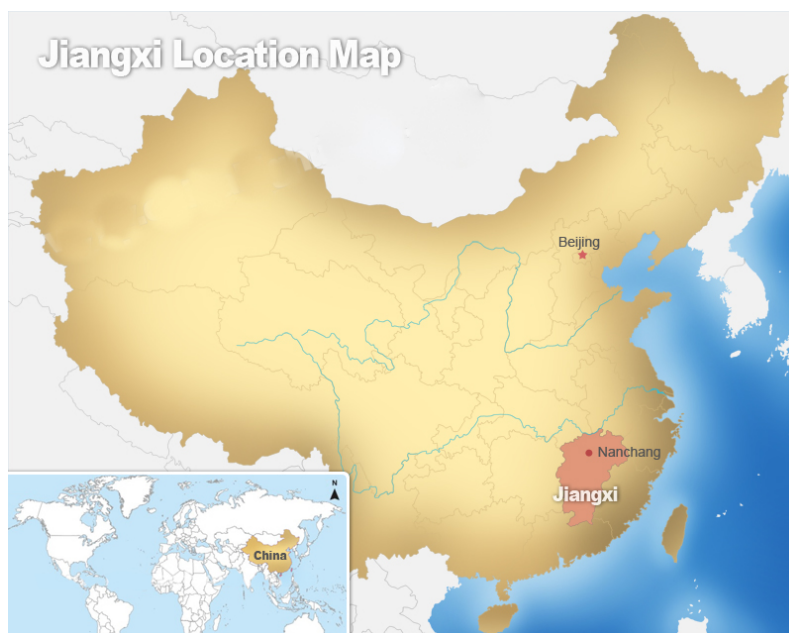 Jiangxi Location Map
Beijing
Nanchang
Jiangxi
N
China